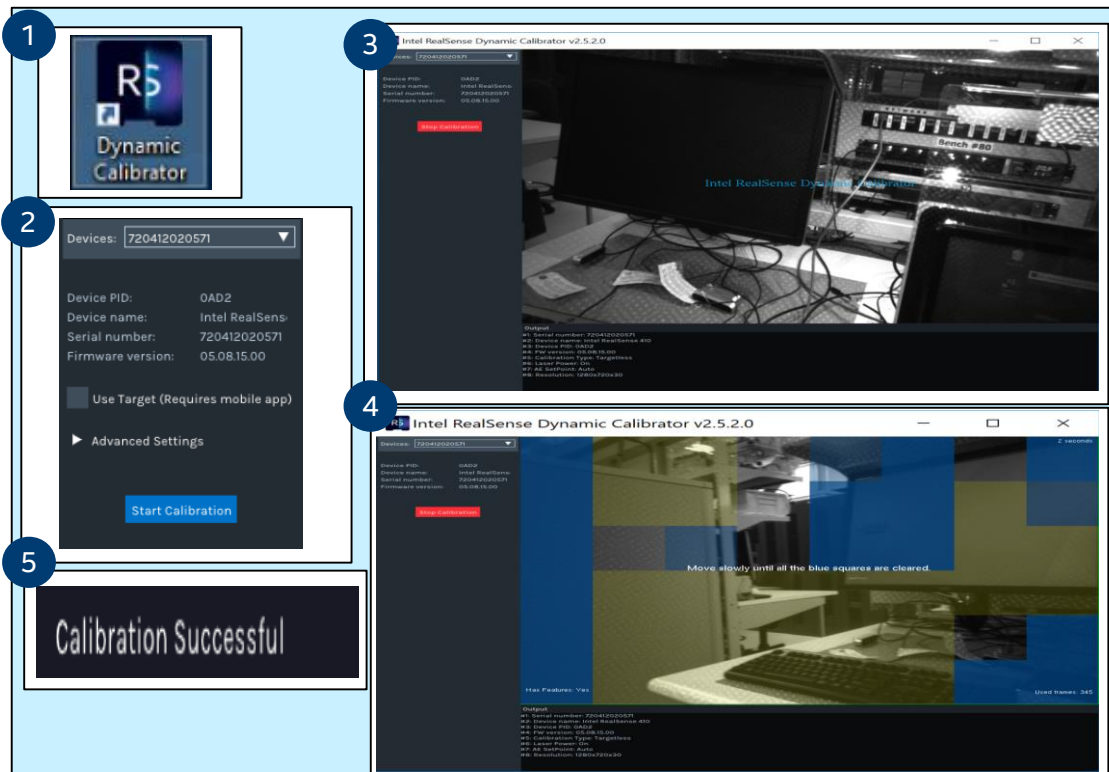 1
RS
Dynamic
Calibrator
2
Devices: 720412020571
Device PID: 0AD2
Device name: Intel RealSens
Serial number: 720412020571
Firmware version: 05.08.15.00
Use Target (Requires mobile app)
Advanced Settings
Start Calibration
3
Intel RealSense Dynamic Calibrator v2.5.2.0
Devices: 720412020571
Device PID: 0AD2
Device name: Intel RealSens
Serial number: 720412020571
Firmware version: 05.08.15.00
Stop Calibration
Bench #80
Intel RealSense Dynamic Calibrator
Output
#1: Serial number: 720412020571
#2: Device name: Intel RealSense 410
#3: Device PID: 0AD2
#4: FW version: 05.08.15.00
#5: Calibration Type: Targetless
#6: Laser Power: On
#7: AE SetPoint: Auto
#8: Resolution: 1280x720x30
4
RS Intel RealSense Dynamic Calibrator v2.5.2.0
Devices: 720412020571
Device PID: 0AD2
Device name: Intel RealSens
Serial number: 720412020571
Firmware version: 05.08.15.00
Stop Calibration
2 seconds
Move slowly until all the blue squares are cleared.
Has Features: Yes
Used frames: 345
Output
#1: Serial number: 720412020571
#2: Device name: Intel RealSense 410
#3: Device PID: 0AD2
#4: FW version: 05.08.15.00
#5: Calibration Type: Targetless
#6: Laser Power: On
#7: AE SetPoint: Auto
#8: Resolution: 1280x720x30
5
Calibration Successful